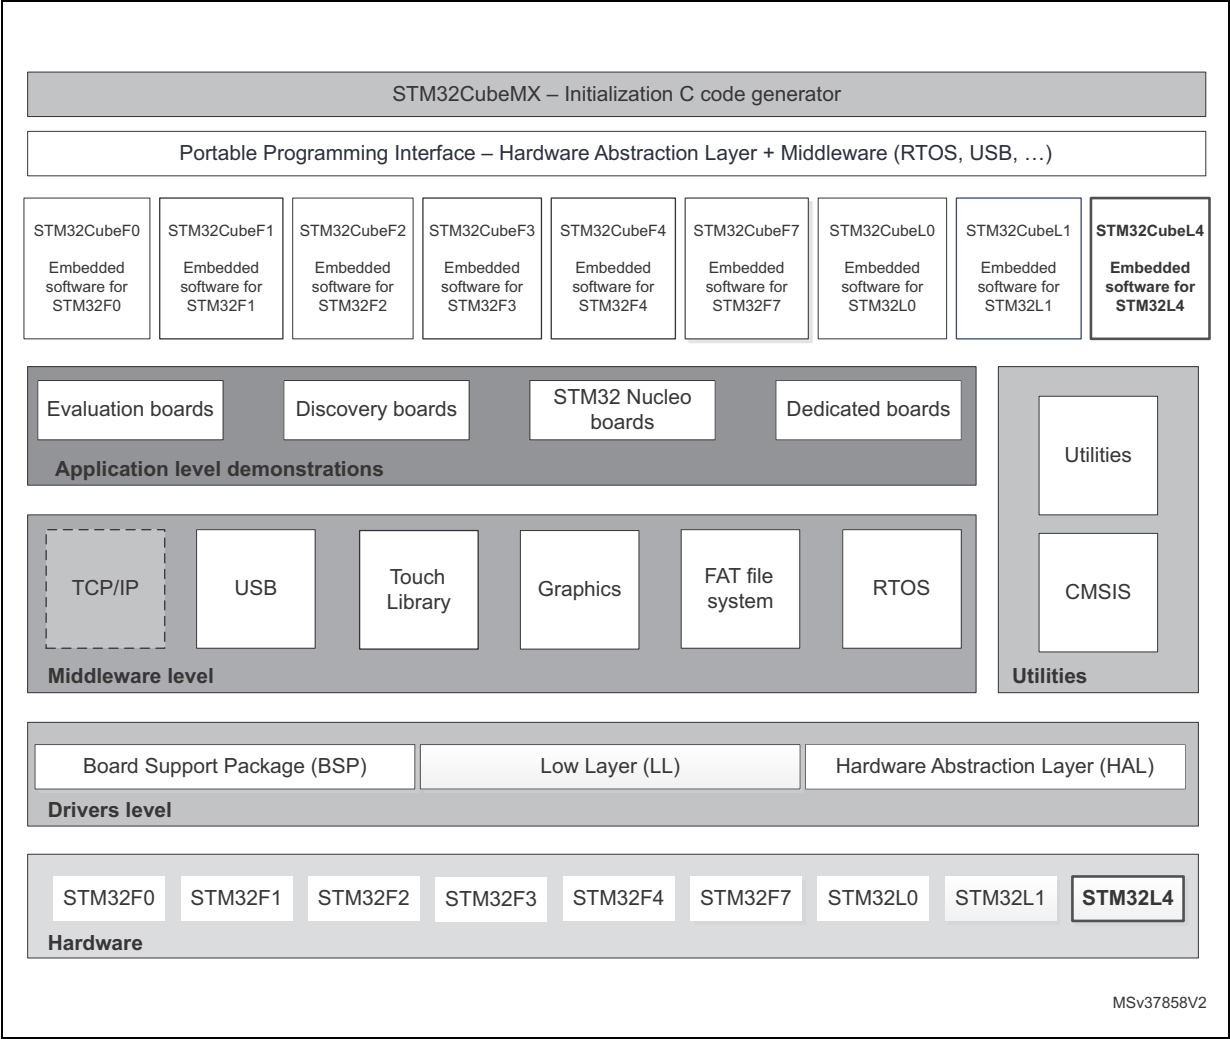 STM32CubeMX – Initialization C code generator
Portable Programming Interface – Hardware Abstraction Layer + Middleware (RTOS, USB, …)
STM32CubeF0
Embedded
software for
STM32F0
STM32CubeF1
Embedded
software for
STM32F1
STM32CubeF2
Embedded
software for
STM32F2
STM32CubeF3
Embedded
software for
STM32F3
STM32CubeF4
Embedded
software for
STM32F4
STM32CubeF7
Embedded
software for
STM32F7
STM32CubeL0
Embedded
software for
STM32L0
STM32CubeL1
Embedded
software for
STM32L1
STM32CubeL4
Embedded
software for
STM32L4
Evaluation boards
Discovery boards
STM32 Nucleo
boards
Dedicated boards
Application level demonstrations
TCP/IP
USB
Touch
Library
Graphics
FAT file
system
RTOS
Middleware level
Utilities
CMSIS
Utilities
Board Support Package (BSP)
Low Layer (LL)
Hardware Abstraction Layer (HAL)
Drivers level
STM32F0
STM32F1
STM32F2
STM32F3
STM32F4
STM32F7
STM32L0
STM32L1
STM32L4
Hardware
MSv37858V2